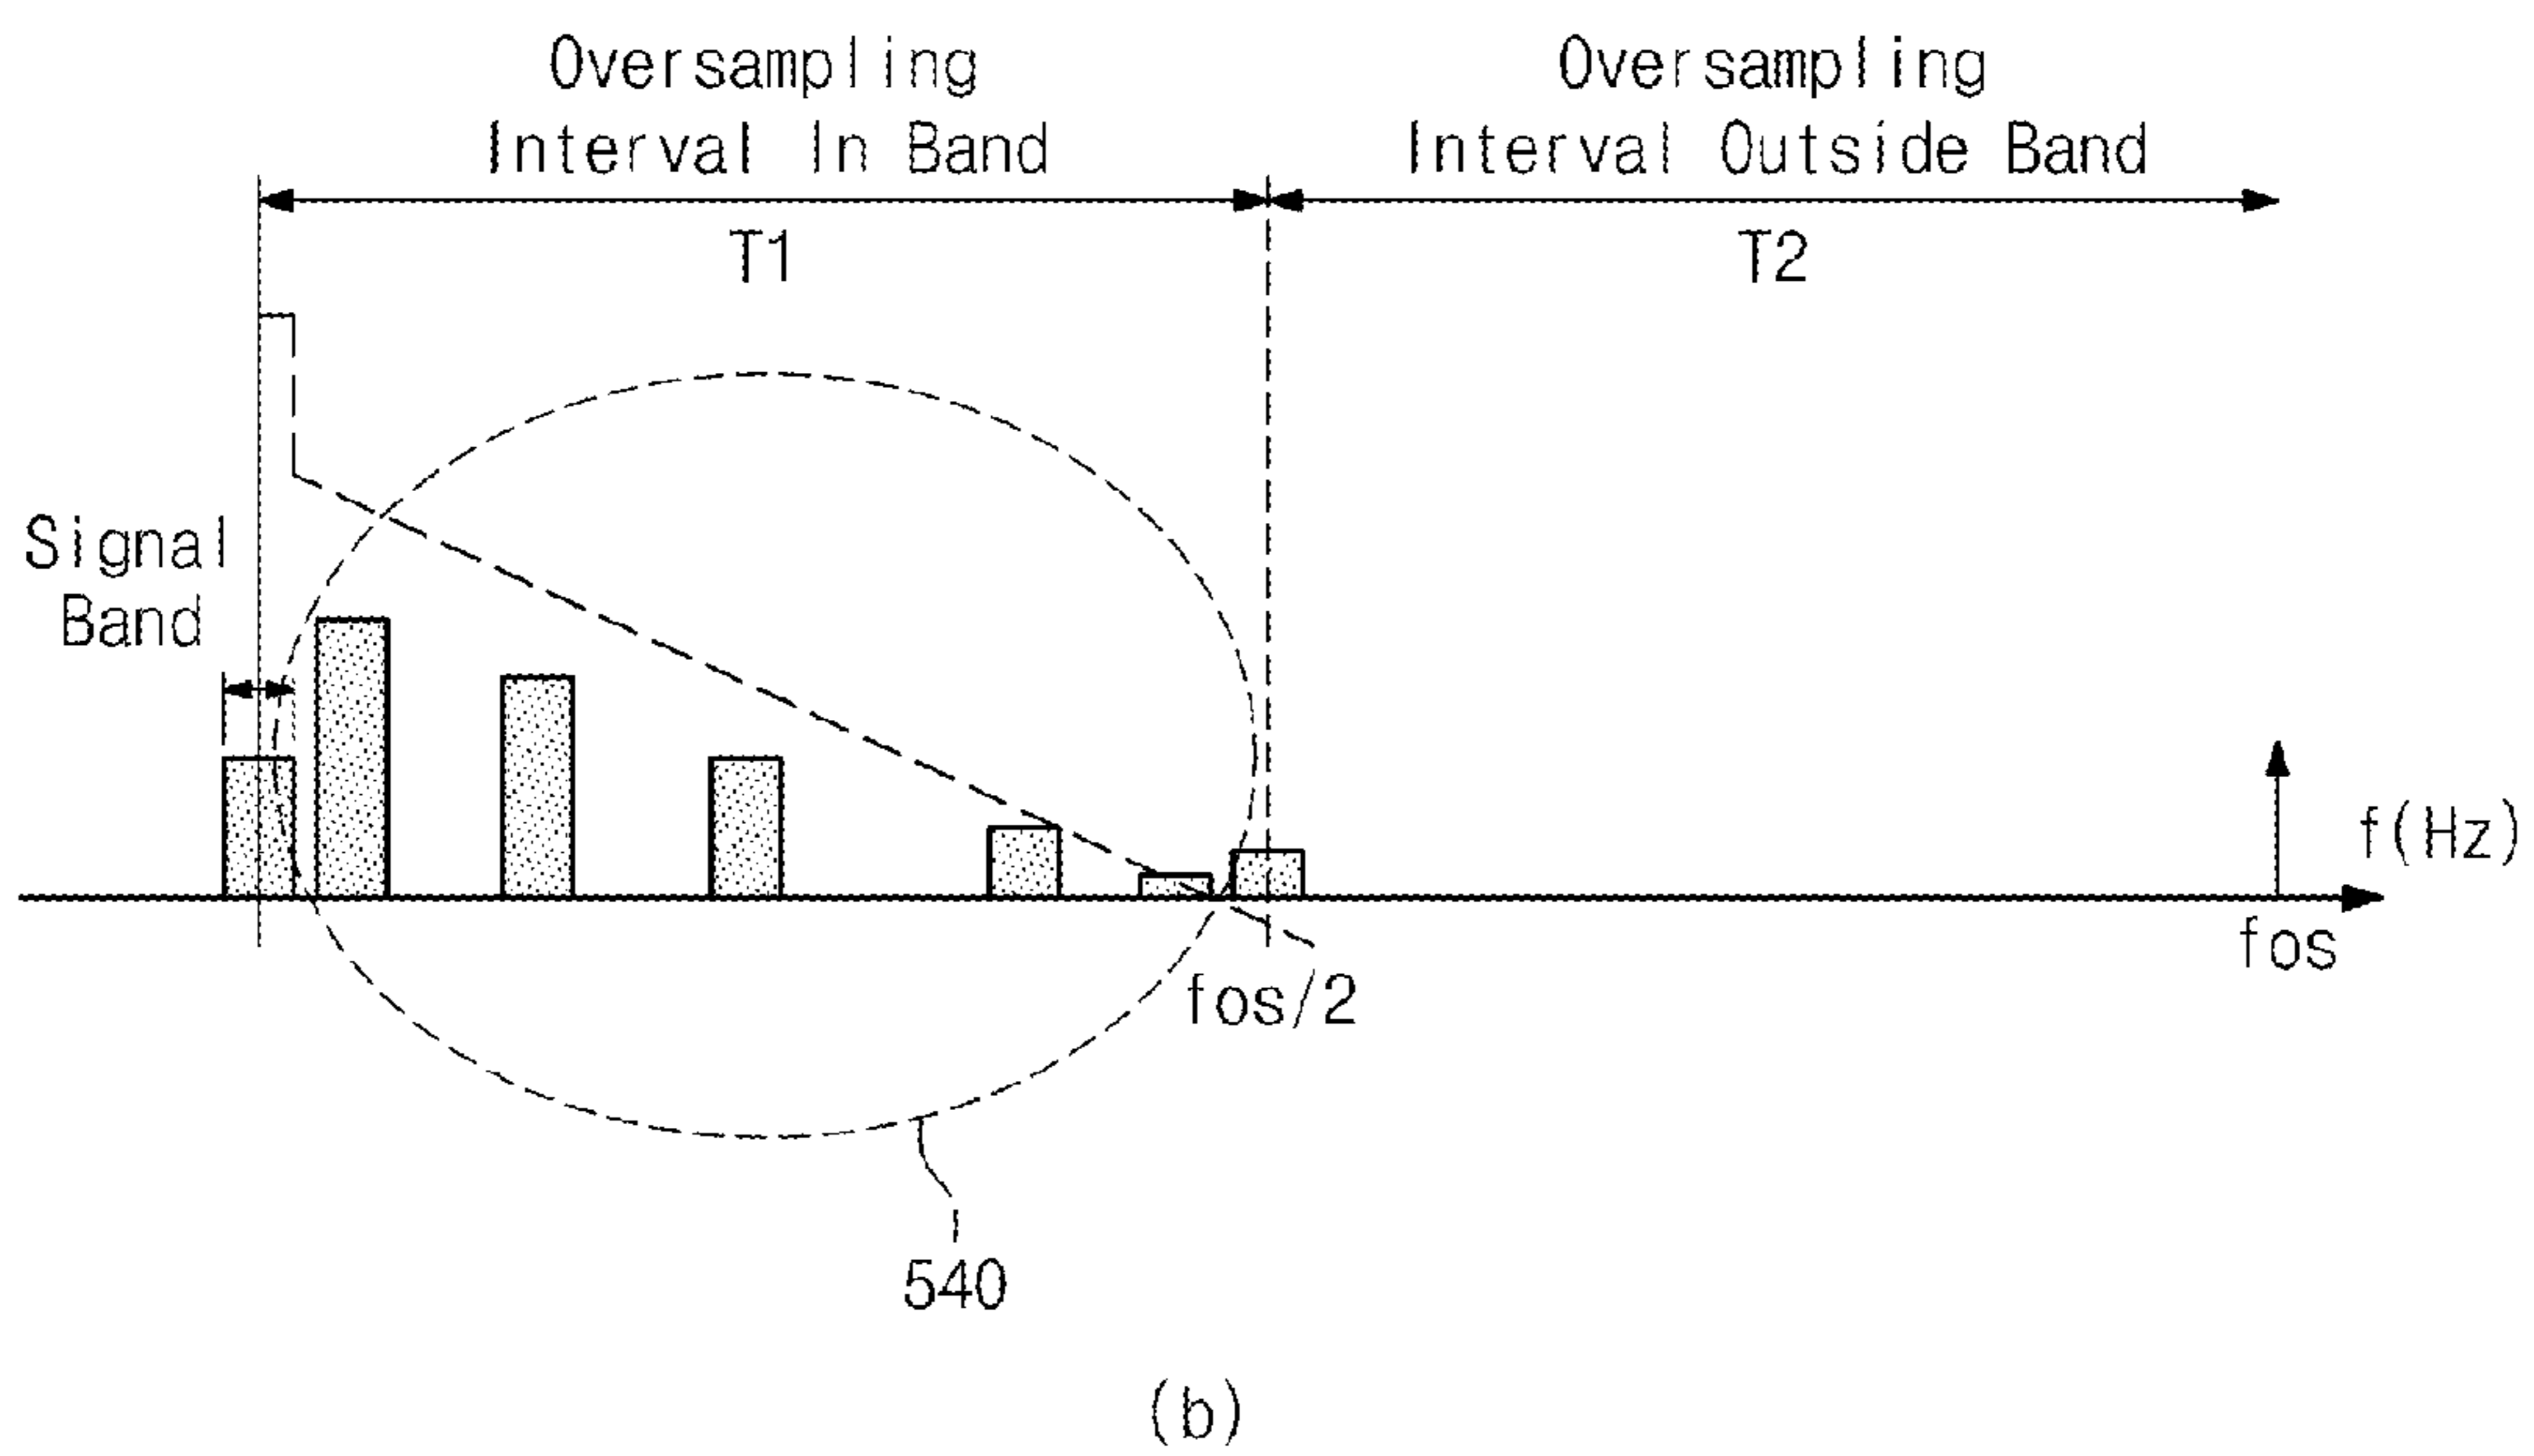 Oversampling
Interval In Band
Oversampling
Interval Outside Band
T1
T2
Signal
Band
f(Hz)
fos
fos/2
540
(b)